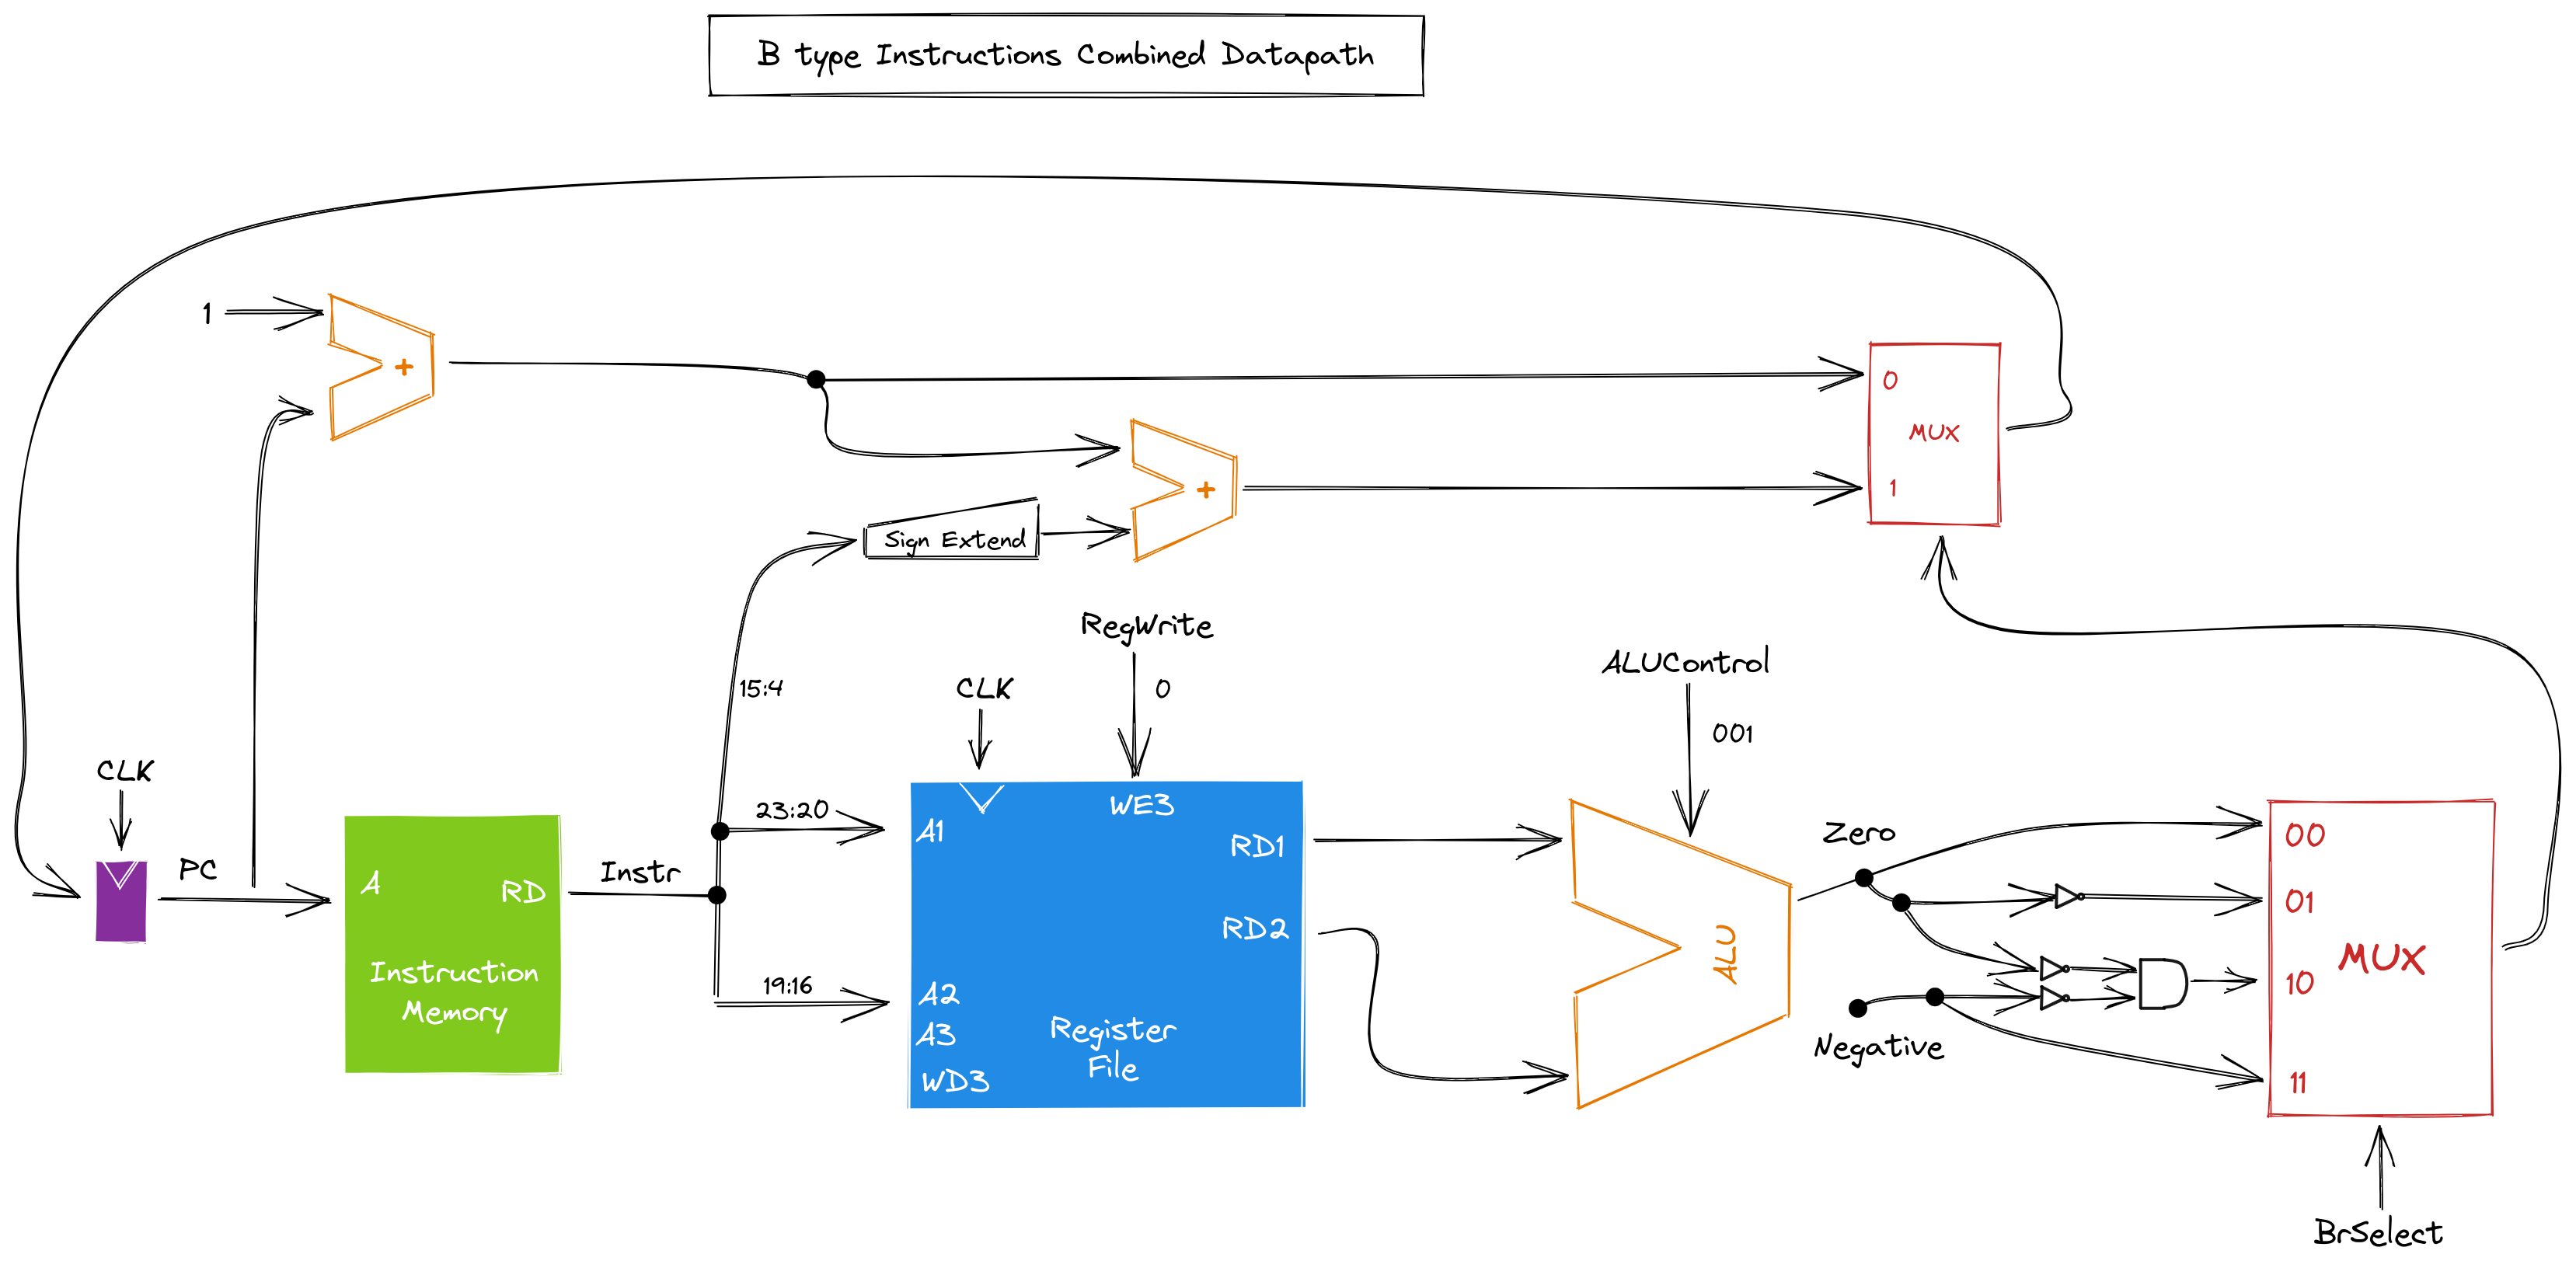 B type Instructions Combined Datapath
1
+
0
MUX
1
+
Sign Extend
RegWrite
0
CLK
15:4
ALUControl
001
CLK
PC
A
RD
Instruction
Memory
Instr
23:20
19:16
A1
WE3
RD1
RD2
A2
A3
WD3
Register
File
ALU
Zero
Negative
00
01
10
11
MUX
BrSelect